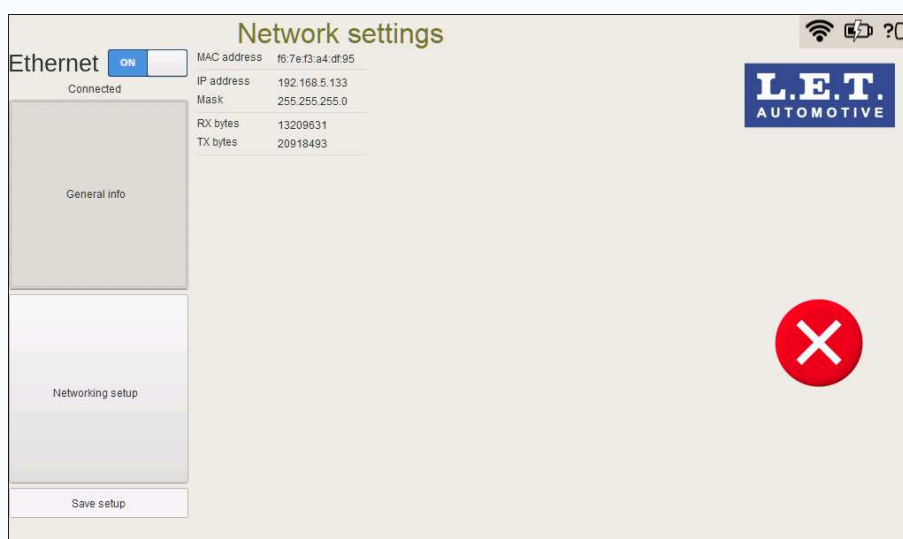 Network settings
Ethernet ON
Connected
MAC address f6:7e:f3:a4:df:95
IP address 192.168.5.133
Mask 255.255.255.0
RX bytes 13209631
TX bytes 20918493
L.E.T.
AUTOMOTIVE
General info
Networking setup
Save setup
?